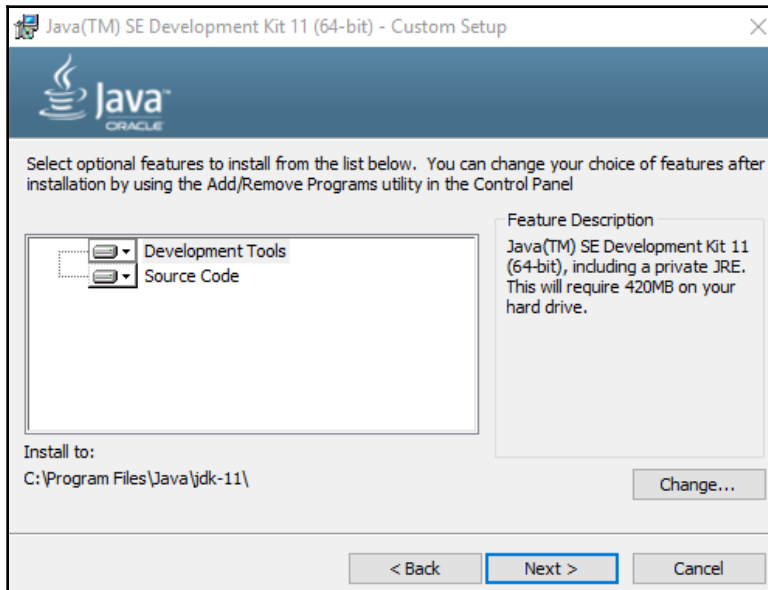 Java(TM) SE Development Kit 11 (64-bit) - Custom Setup
Java™
ORACLE
Select optional features to install from the list below.  You can change your choice of features after
installation by using the Add/Remove Programs utility in the Control Panel
Development Tools
Source Code
Feature Description
Java(TM) SE Development Kit 11
(64-bit), including a private JRE.
This will require 420MB on your
hard drive.
Install to:
C:\Program Files\Java\jdk-11\
Change...
< Back
Next >
Cancel